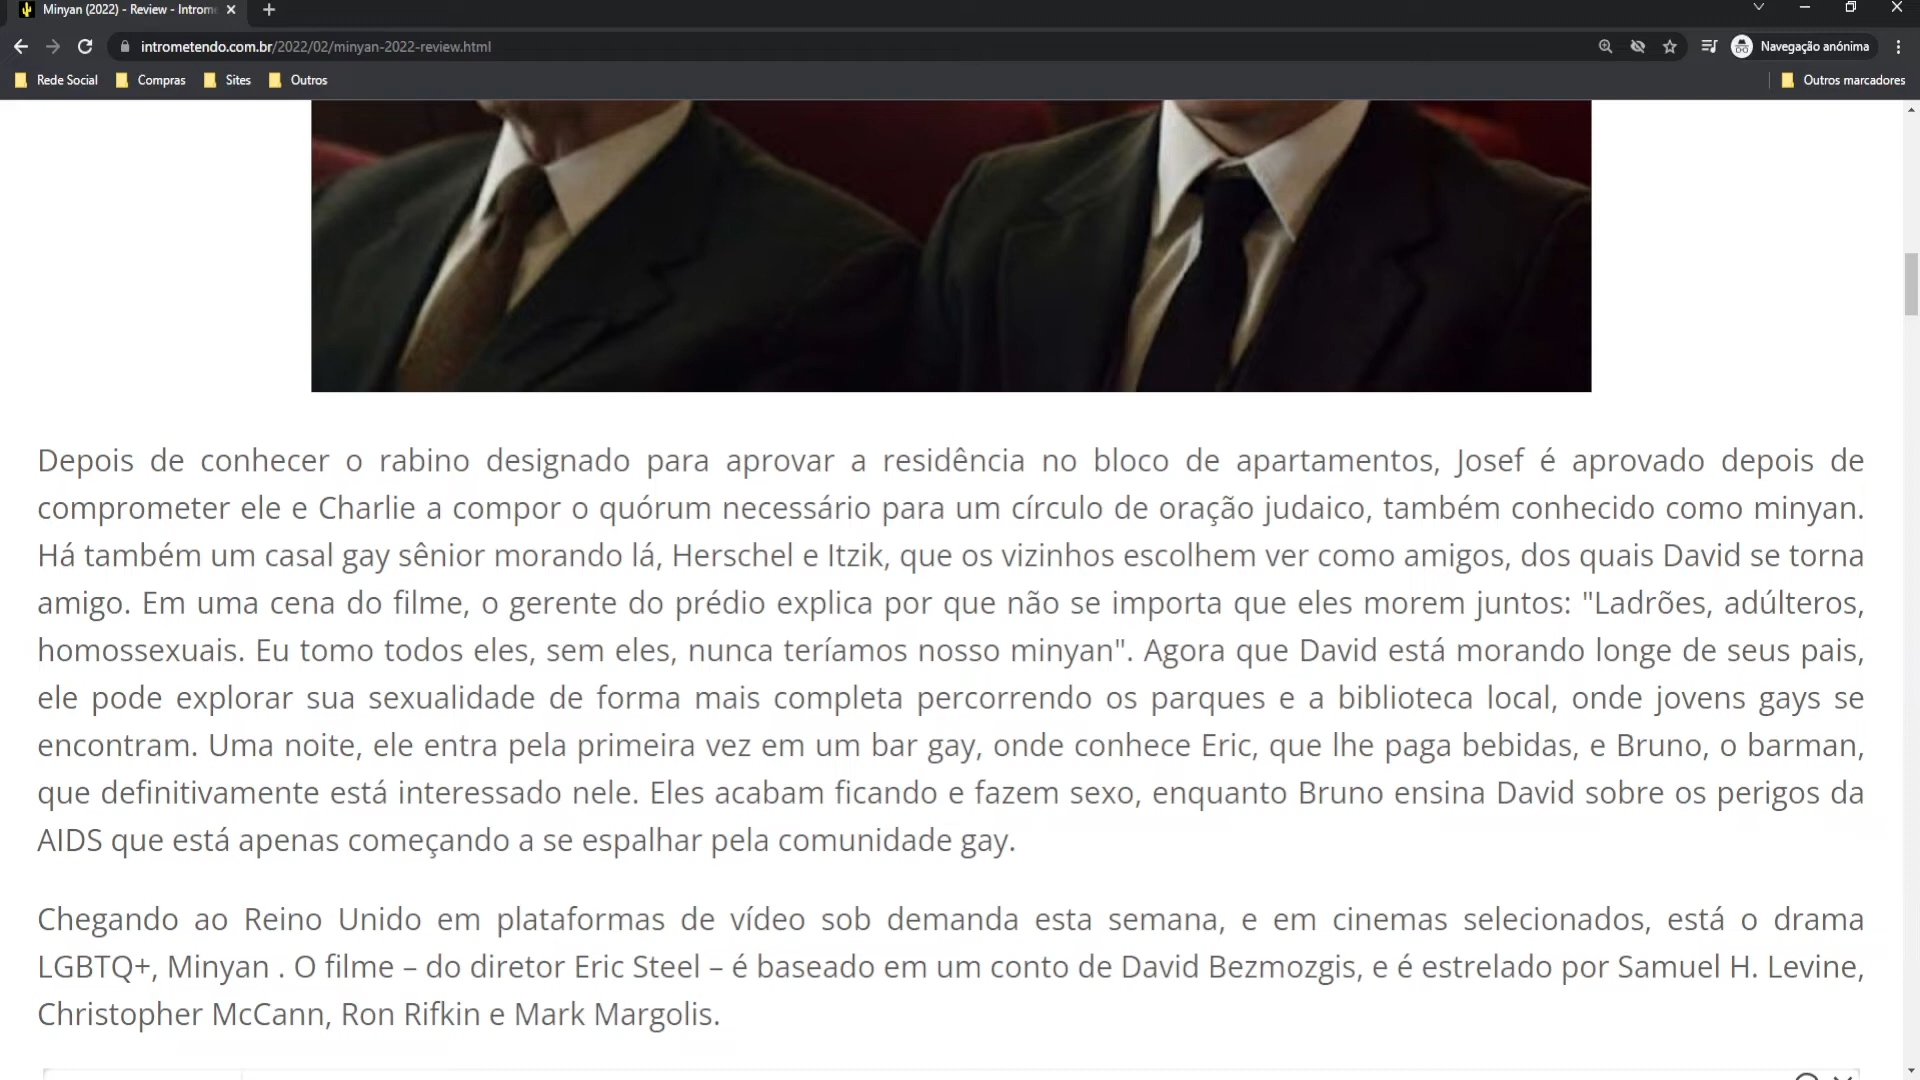 Minyan (2022) - Review - Introm
intrometendo.com.br/2022/02/minyan-2022-review.html
Navegação anónima
Rede Social
Compras
Sites
Outros
Outros marcadores
Depois de conhecer o rabino designado para aprovar a residência no bloco de apartamentos, Josef é aprovado depois de
comprometer ele e Charlie a compor o quórum necessário para um círculo de oração judaico, também conhecido como minyan.
Há também um casal gay sênior morando lá, Herschel e Itzik, que os vizinhos escolhem ver como amigos, dos quais David se torna
amigo. Em uma cena do filme, o gerente do prédio explica por que não se importa que eles morem juntos: "Ladrões, adúlteros,
homossexuais. Eu tomo todos eles, sem eles, nunca teríamos nosso minyan". Agora que David está morando longe de seus pais,
ele pode explorar sua sexualidade de forma mais completa percorrendo os parques e a biblioteca local, onde jovens gays se
encontram. Uma noite, ele entra pela primeira vez em um bar gay, onde conhece Eric, que lhe paga bebidas, e Bruno, o barman,
que definitivamente está interessado nele. Eles acabam ficando e fazem sexo, enquanto Bruno ensina David sobre os perigos da
AIDS que está apenas começando a se espalhar pela comunidade gay.
Chegando ao Reino Unido em plataformas de vídeo sob demanda esta semana, e em cinemas selecionados, está o drama
LGBTQ+, Minyan . O filme – do diretor Eric Steel – é baseado em um conto de David Bezmozgis, e é estrelado por Samuel H. Levine,
Christopher McCann, Ron Rifkin e Mark Margolis.